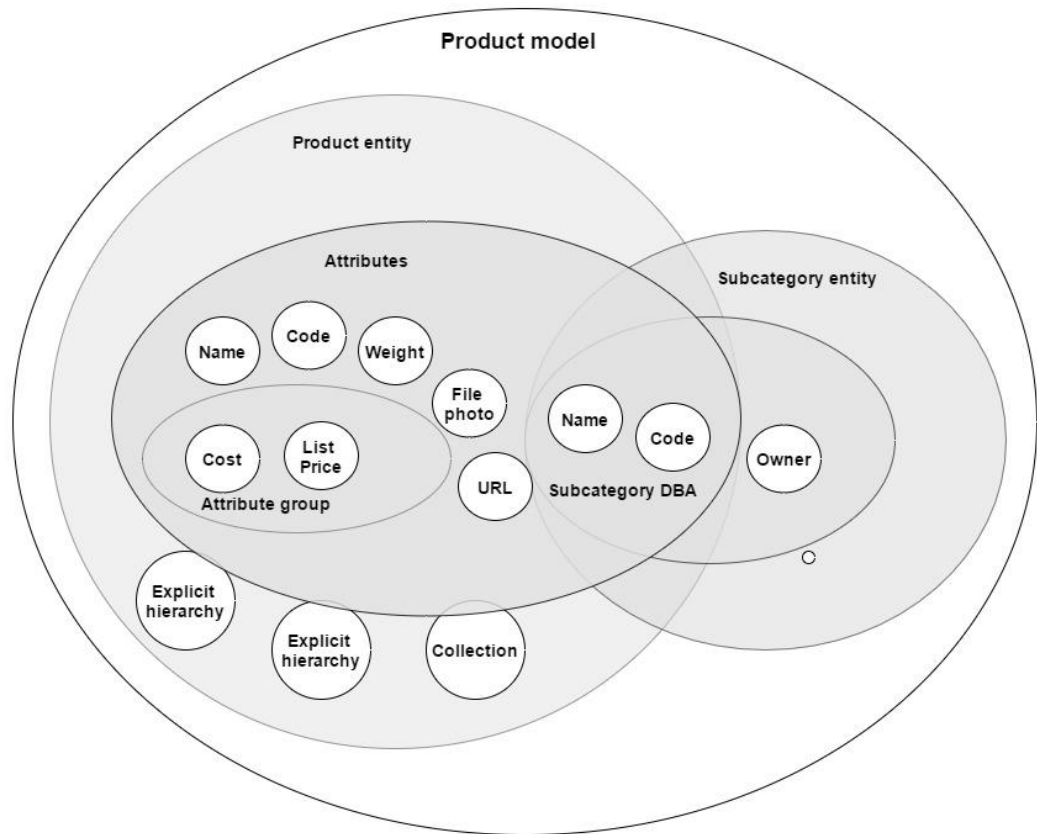 Product model
Product entity
Attributes
Subcategory entity
Name
Code
Weight
File
photo
Name
Code
Owner
Cost
List
Price
Attribute group
URL
Subcategory DBA
Explicit
hierarchy
Explicit
hierarchy
Collection